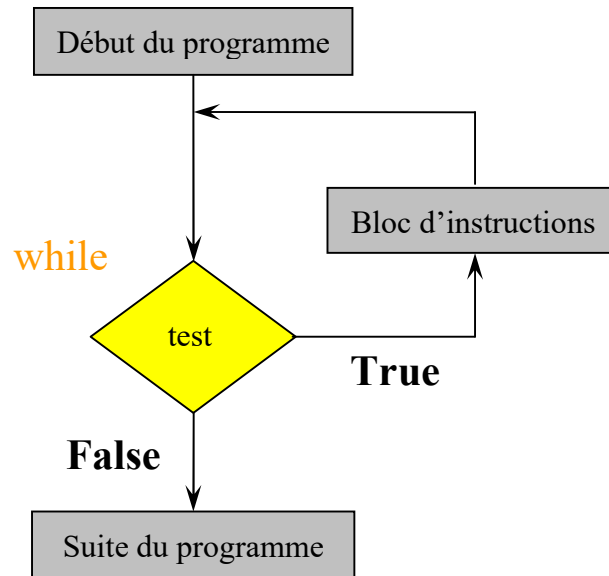 Début du programme
Bloc d’instructions
while
test
True
False
Suite du programme